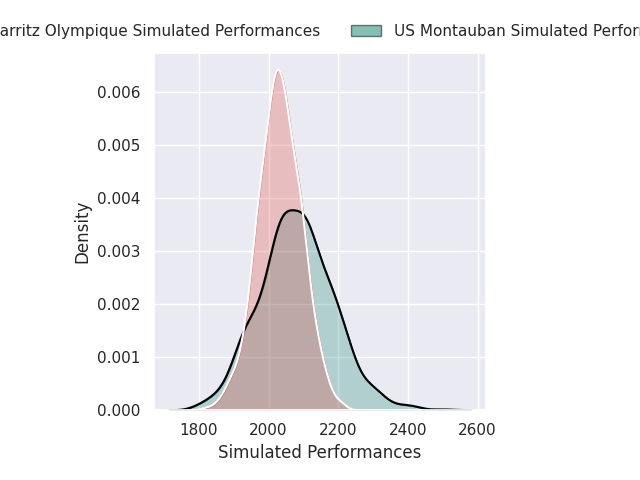 arritz Olympique Simulated Performances US Montauban Simulated Perfor
0.006
0.005
0.004
0.003
0.002
0.001
0.000
Density
1800 2000 2200 2400 2600
Simulated Performances